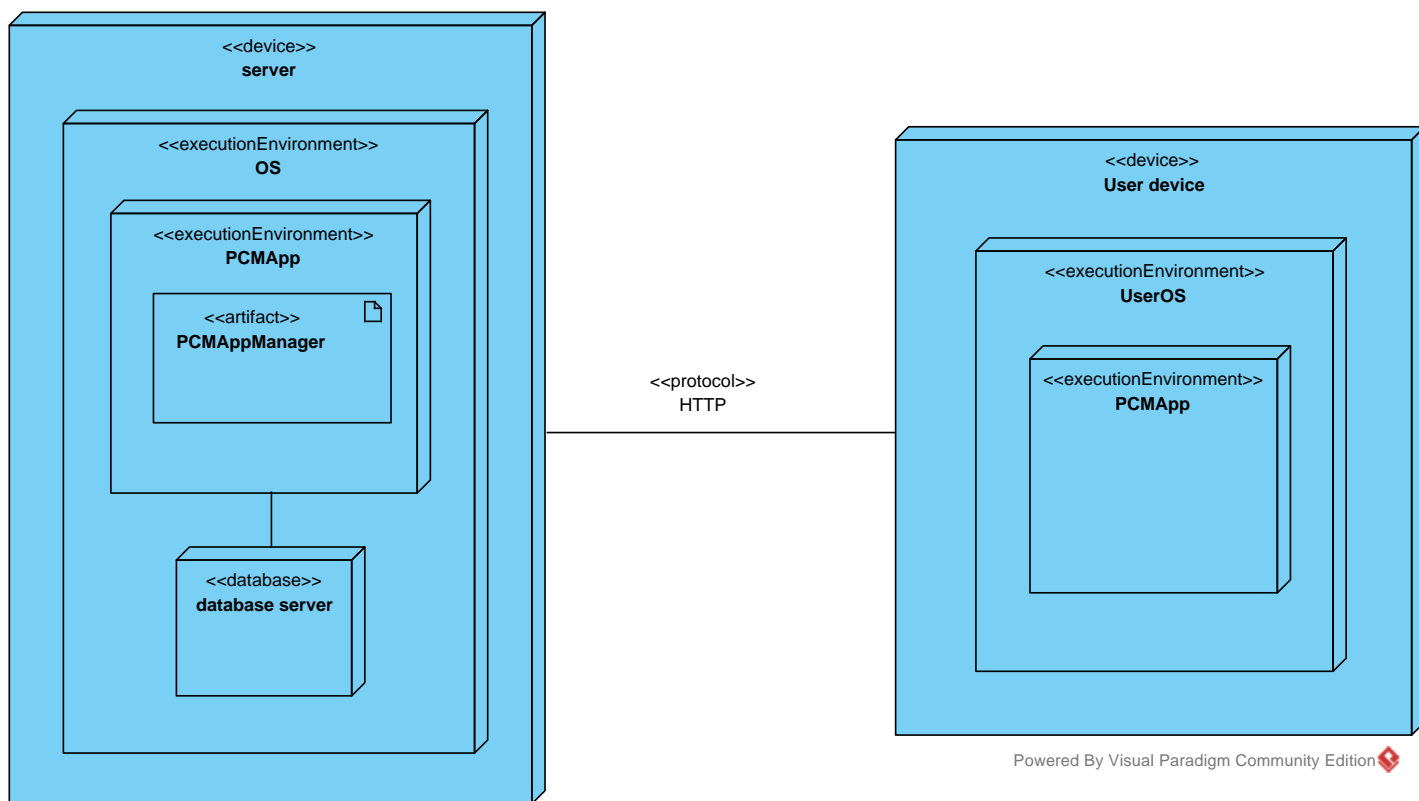 <<device>>
server
<<executionEnvironment>>
OS
<<executionEnvironment>>
PCMApp
<<artifact>>
PCMAppManager
<<database>>
database server
<<protocol>>
HTTP
<<device>>
User device
<<executionEnvironment>>
UserOS
<<executionEnvironment>>
PCMApp
Powered By Visual Paradigm Community Edition